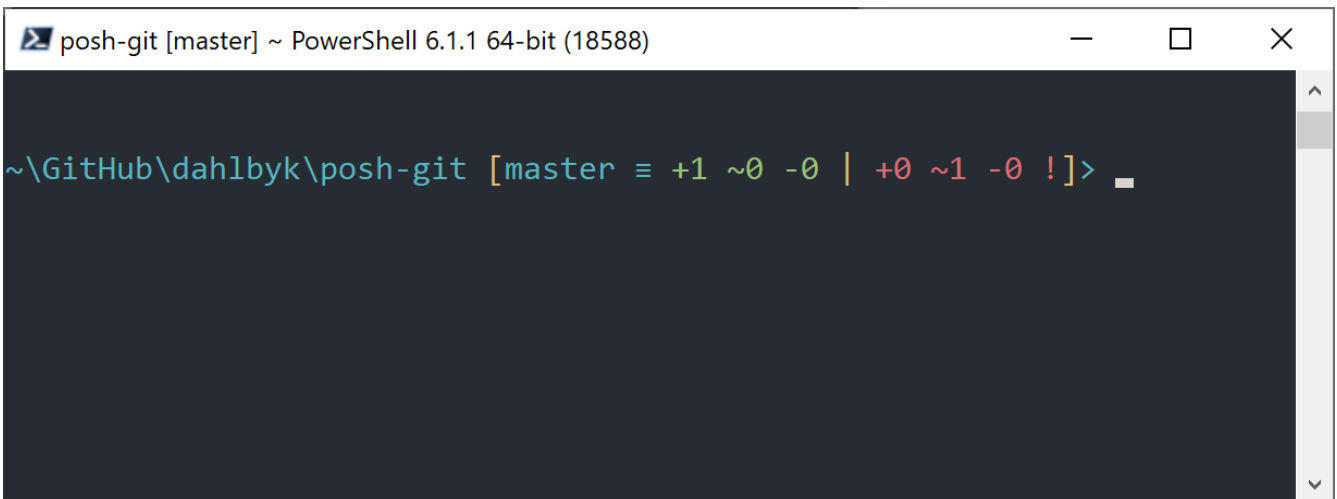 posh-git [master] ~ PowerShell 6.1.1 64-bit (18588)
~\GitHub\dahlbyk\posh-git [master ≡ +1 ~0 -0 | +0 ~1 -0 !]>